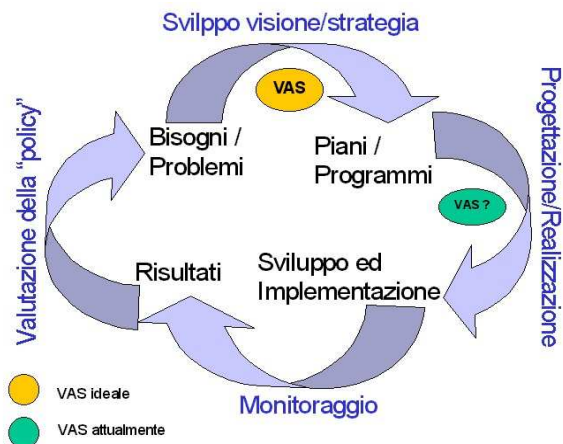 Svilppo visione/strategia
VAS
Bisogni /
Problemi
Piani /
Programmi
VAS ?
Progettazione/Realizzazione
Valutazione della "policy"
Risultati
Sviluppo ed
Implementazione
Monitoraggio
VAS ideale
VAS attualmente